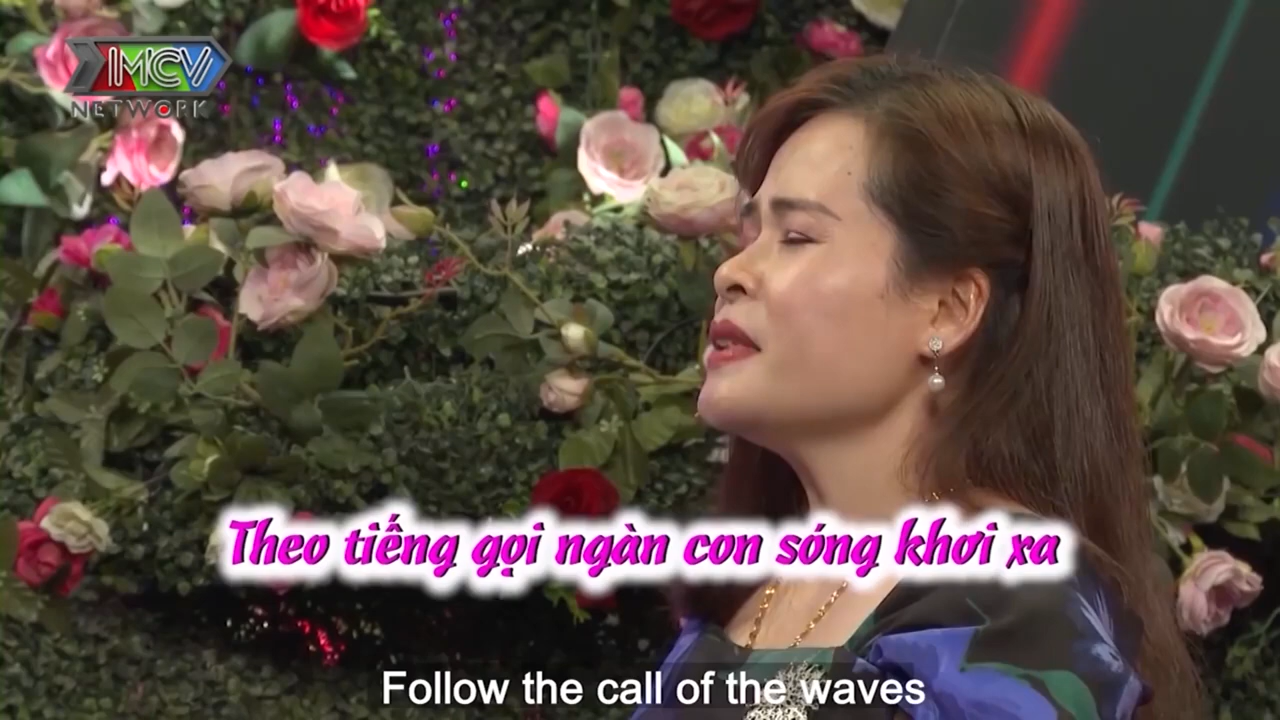 MCV
NETWORK
Theo tiếng gọi ngàn con sóng khơi xa
Follow the call of the waves